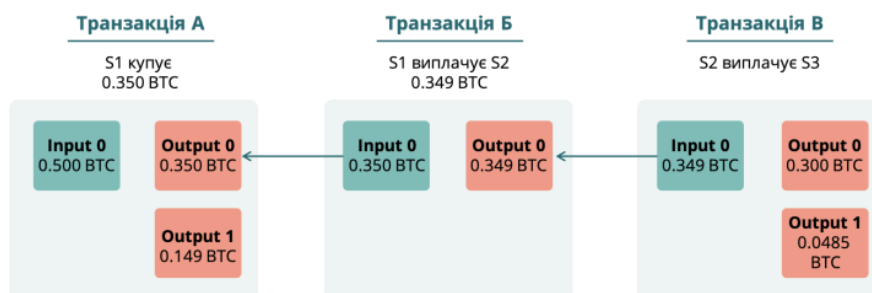 Транзакція А
S1 купує
0.350 BTC
Input 0
0.500 BTC
Output 0
0.350 BTC
Output 1
0.149 BTC
Транзакція Б
S1 виплачує S2
0.349 BTC
Input 0
0.350 BTC
Output 0
0.349 BTC
Транзакція В
S2 виплачує S3
Input 0
0.349 BTC
Output 0
0.300 BTC
Output 1
0.0485
BTC